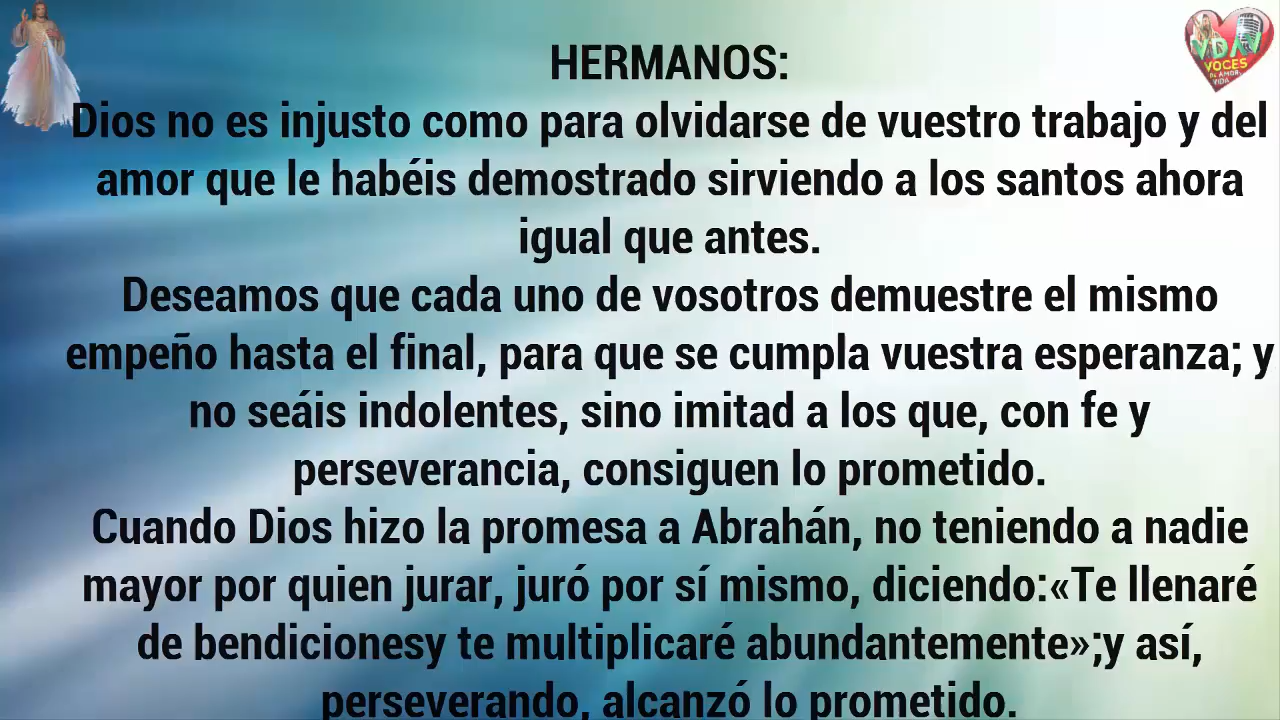 HERMANOS:
Dios no es injusto como para olvidarse de vuestro trabajo y del
amor que le habéis demostrado sirviendo a los santos ahora
igual que antes.
Deseamos que cada uno de vosotros demuestre el mismo
empeño hasta el final, para que se cumpla vuestra esperanza; y
no seáis indolentes, sino imitad a los que, con fe y
perseverancia, consiguen lo prometido.
Cuando Dios hizo la promesa a Abrahán, no teniendo a nadie
mayor por quien jurar, juró por sí mismo, diciendo:«Te llenaré
de bendicionesy te multiplicaré abundantemente»;y así,
perseverando, alcanzó lo prometido.
VDAV
VOCES
DE AMOR Y
VIDA